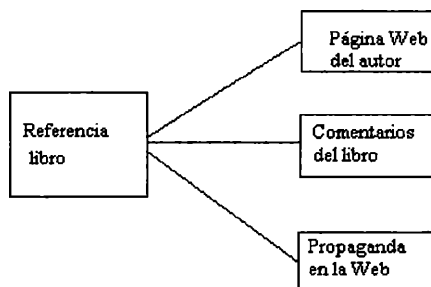 Página Web
del autor
Referencia
libro
Comentarios
del libro
Propaganda
en la Web